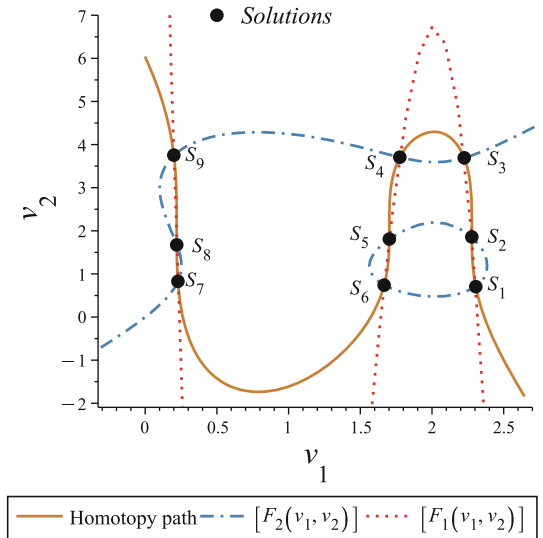 7
Solutions
6
5
4
3
2
1
0
−1
−2
v2
S9
S8
S7
S4
S3
S5
S2
S6
S1
0 0.5 1 1.5 2 2.5
v1
Homotopy path [F2(v1, v2)] [F1(v1, v2)]